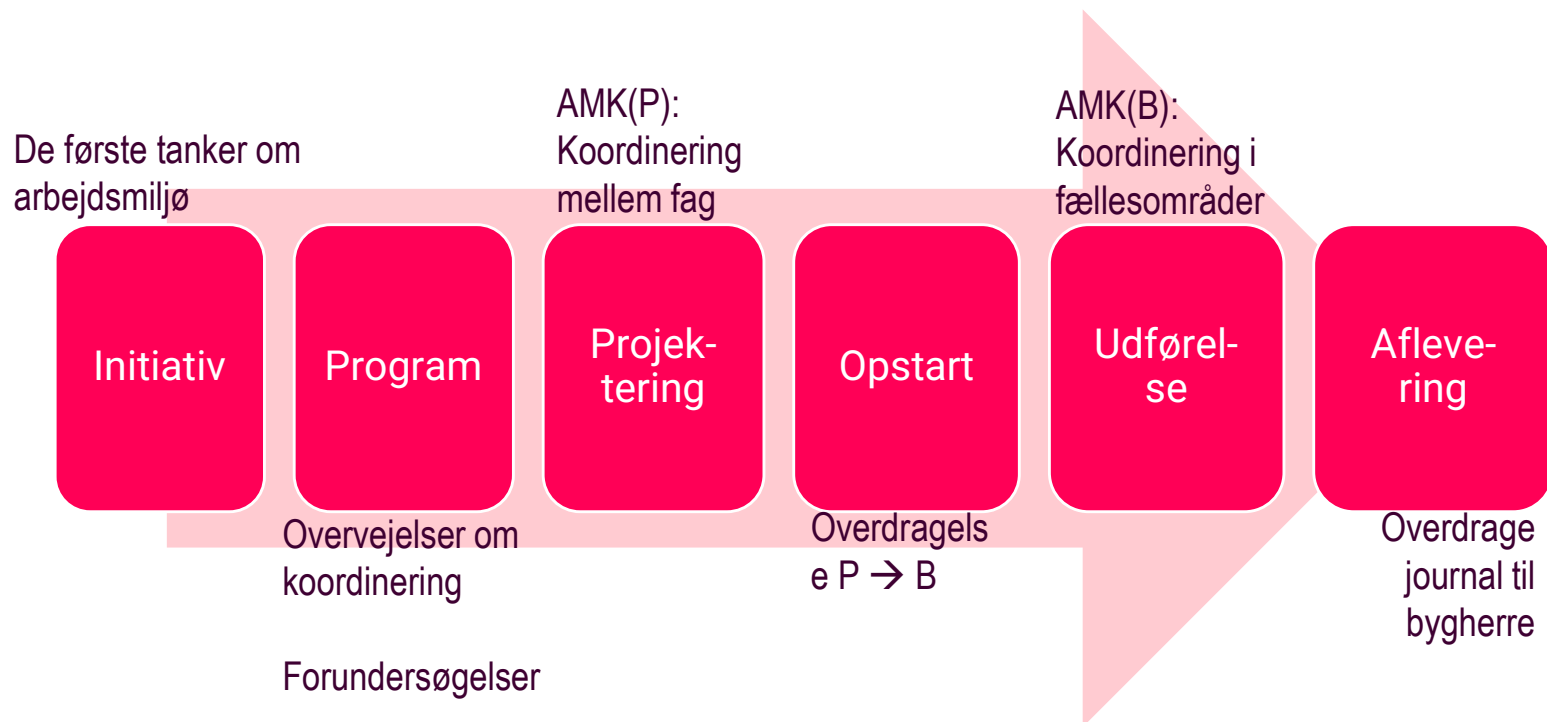 De første tanker om
arbejdsmiljø
AMK(P):
Koordinering
mellem fag
AMK(B):
Koordinering i
fællesområder
Initiativ
Program
Projek-
tering
Opstart
Udførel-
se
Afleve-
ring
Overvejelser om
koordinering
Forundersøgelser
Overdragels
e P → B
Overdrage
journal til
bygherre